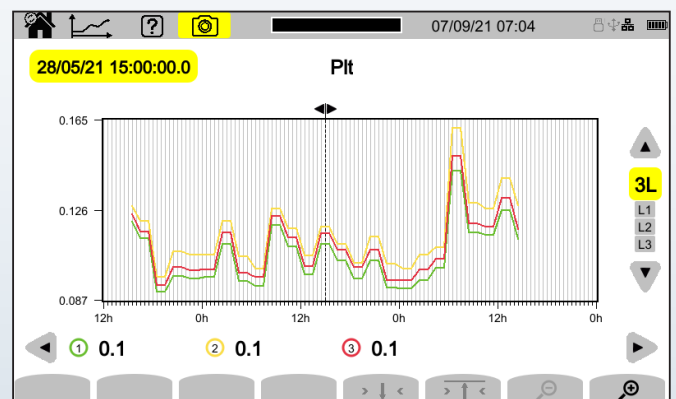 ?
07/09/21 07:04
28/05/21 15:00:00.0
Plt
0.165
3L
L1
0.126
L2
L3
0.087
12h 0h 12h 0h 12h 0h
1 0.1 2 0.1 3 0.1